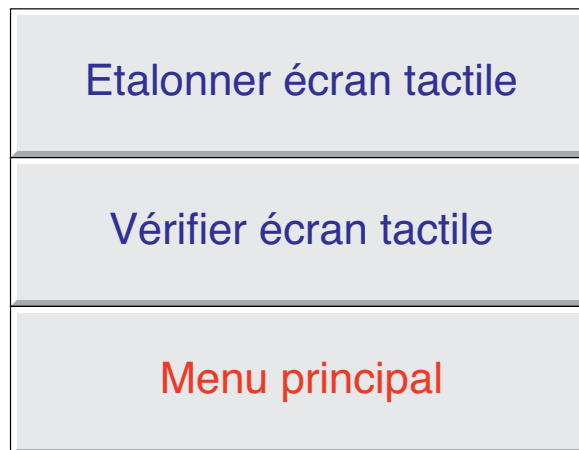 Etalonner écran tactile
Vérifier écran tactile
Menu principal